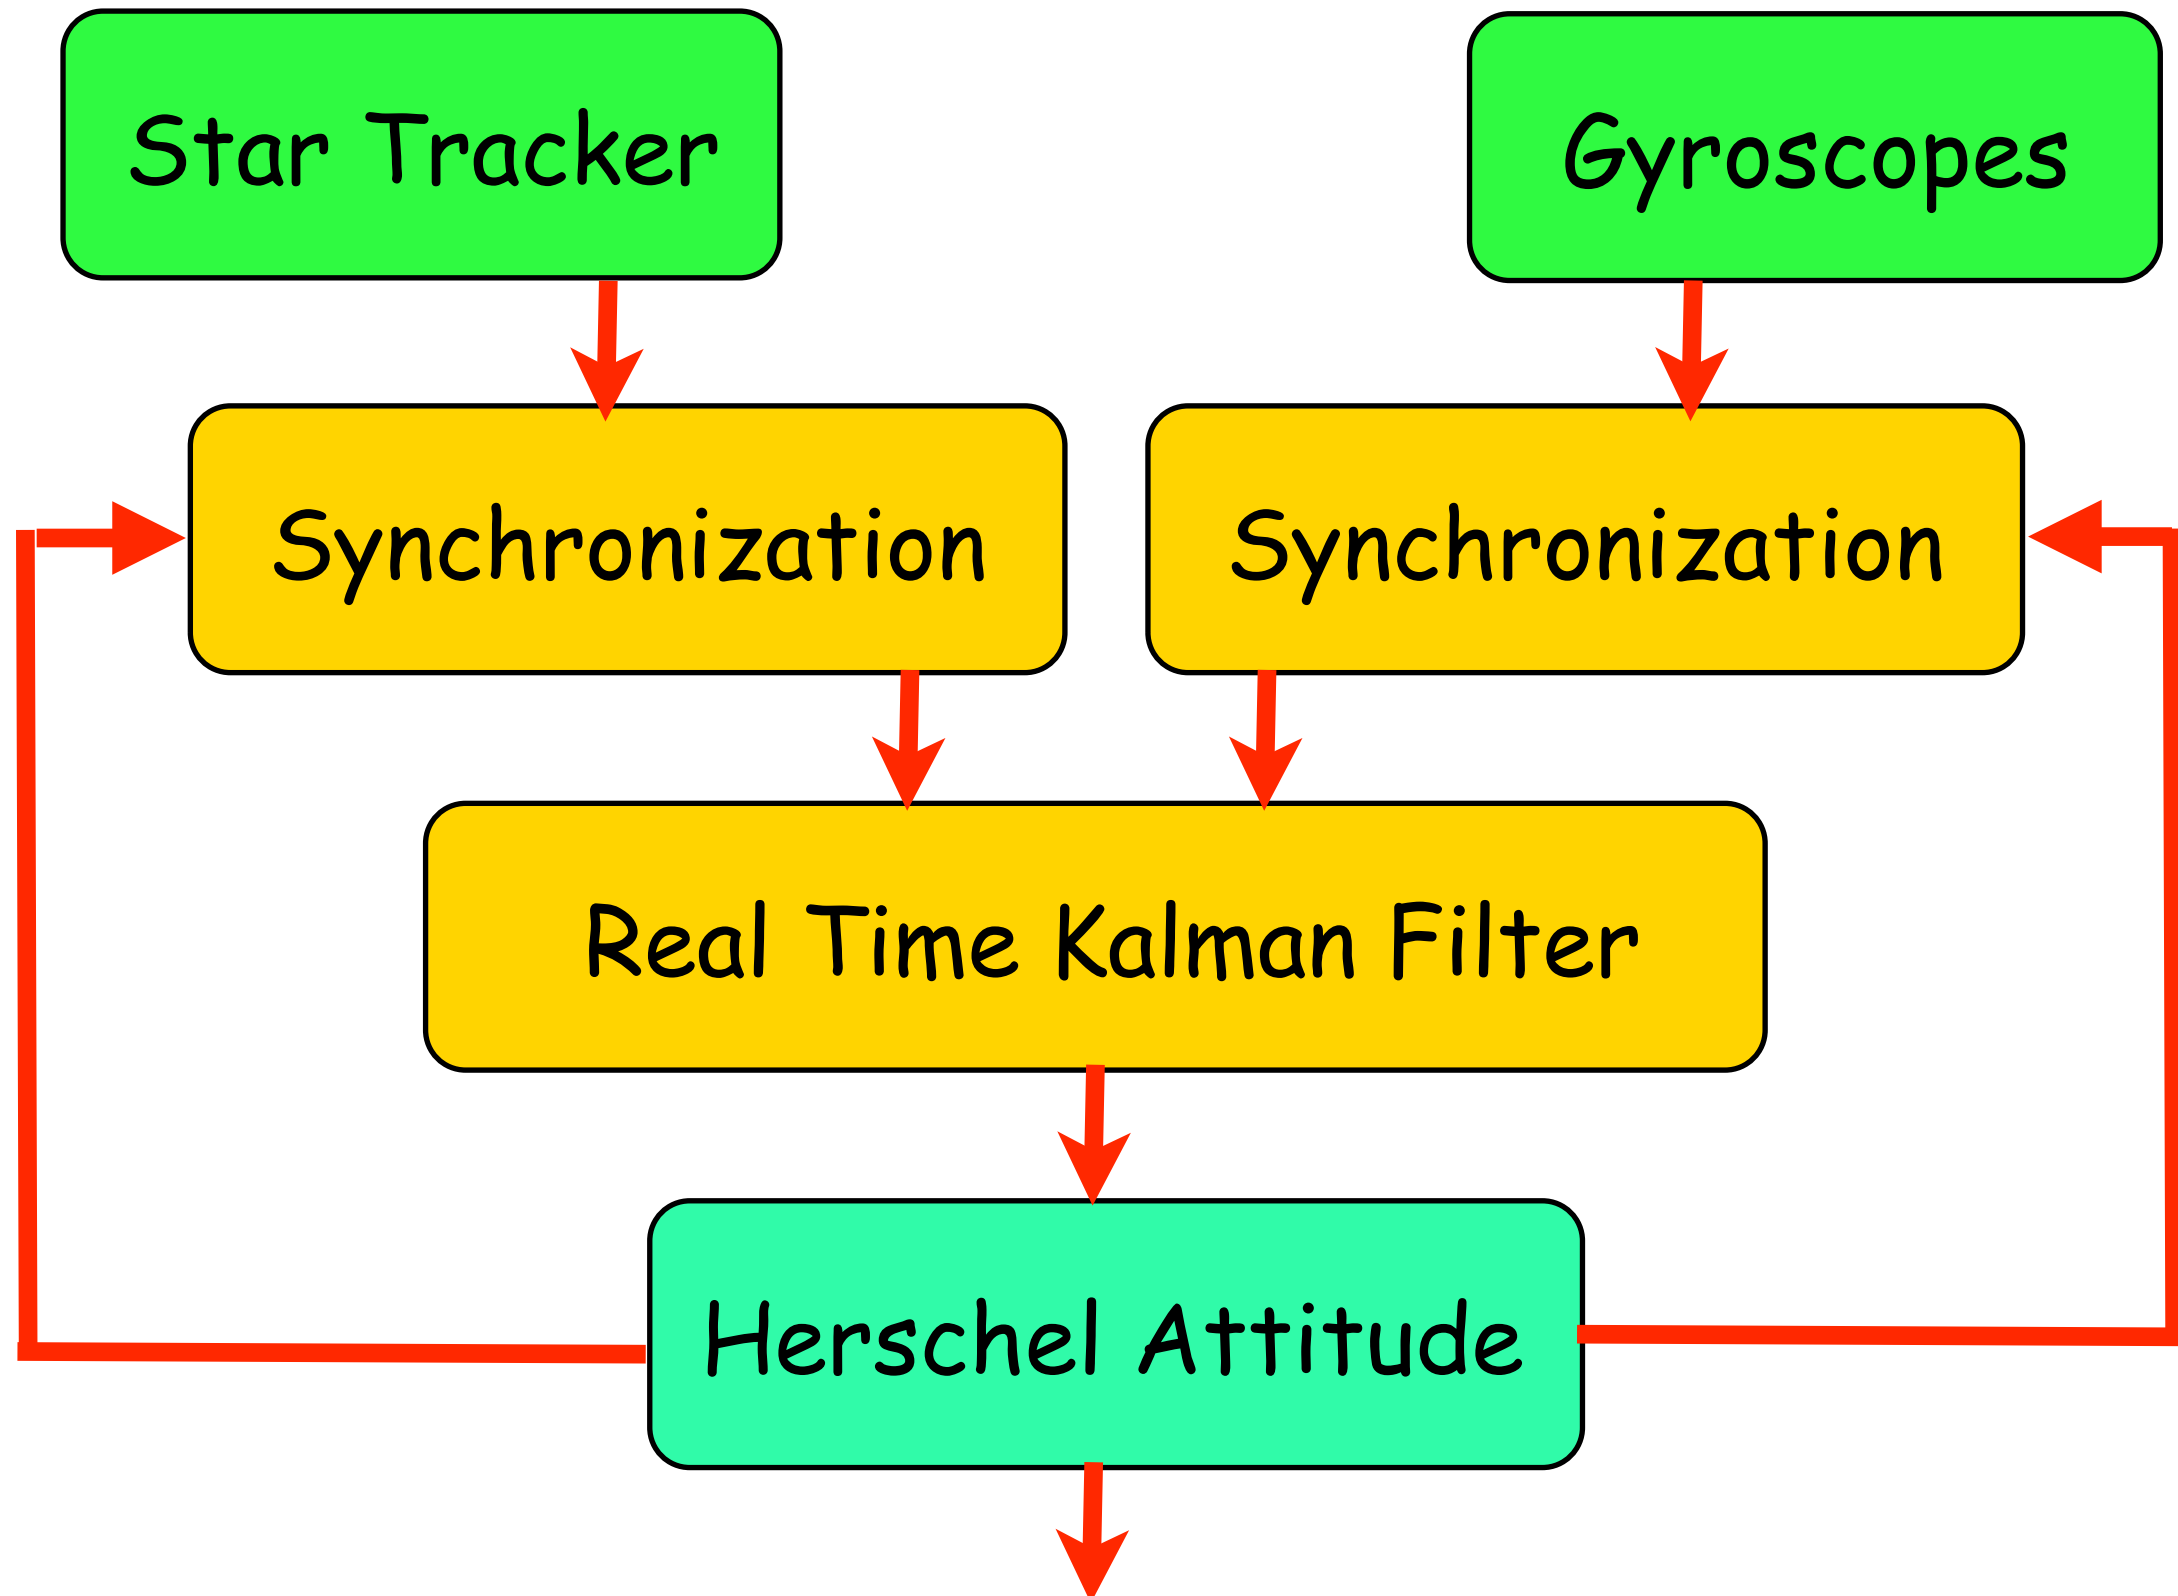 Star Tracker
Gyroscopes
Synchronization
Synchronization
Real Time Kalman Filter
Herschel Attitude